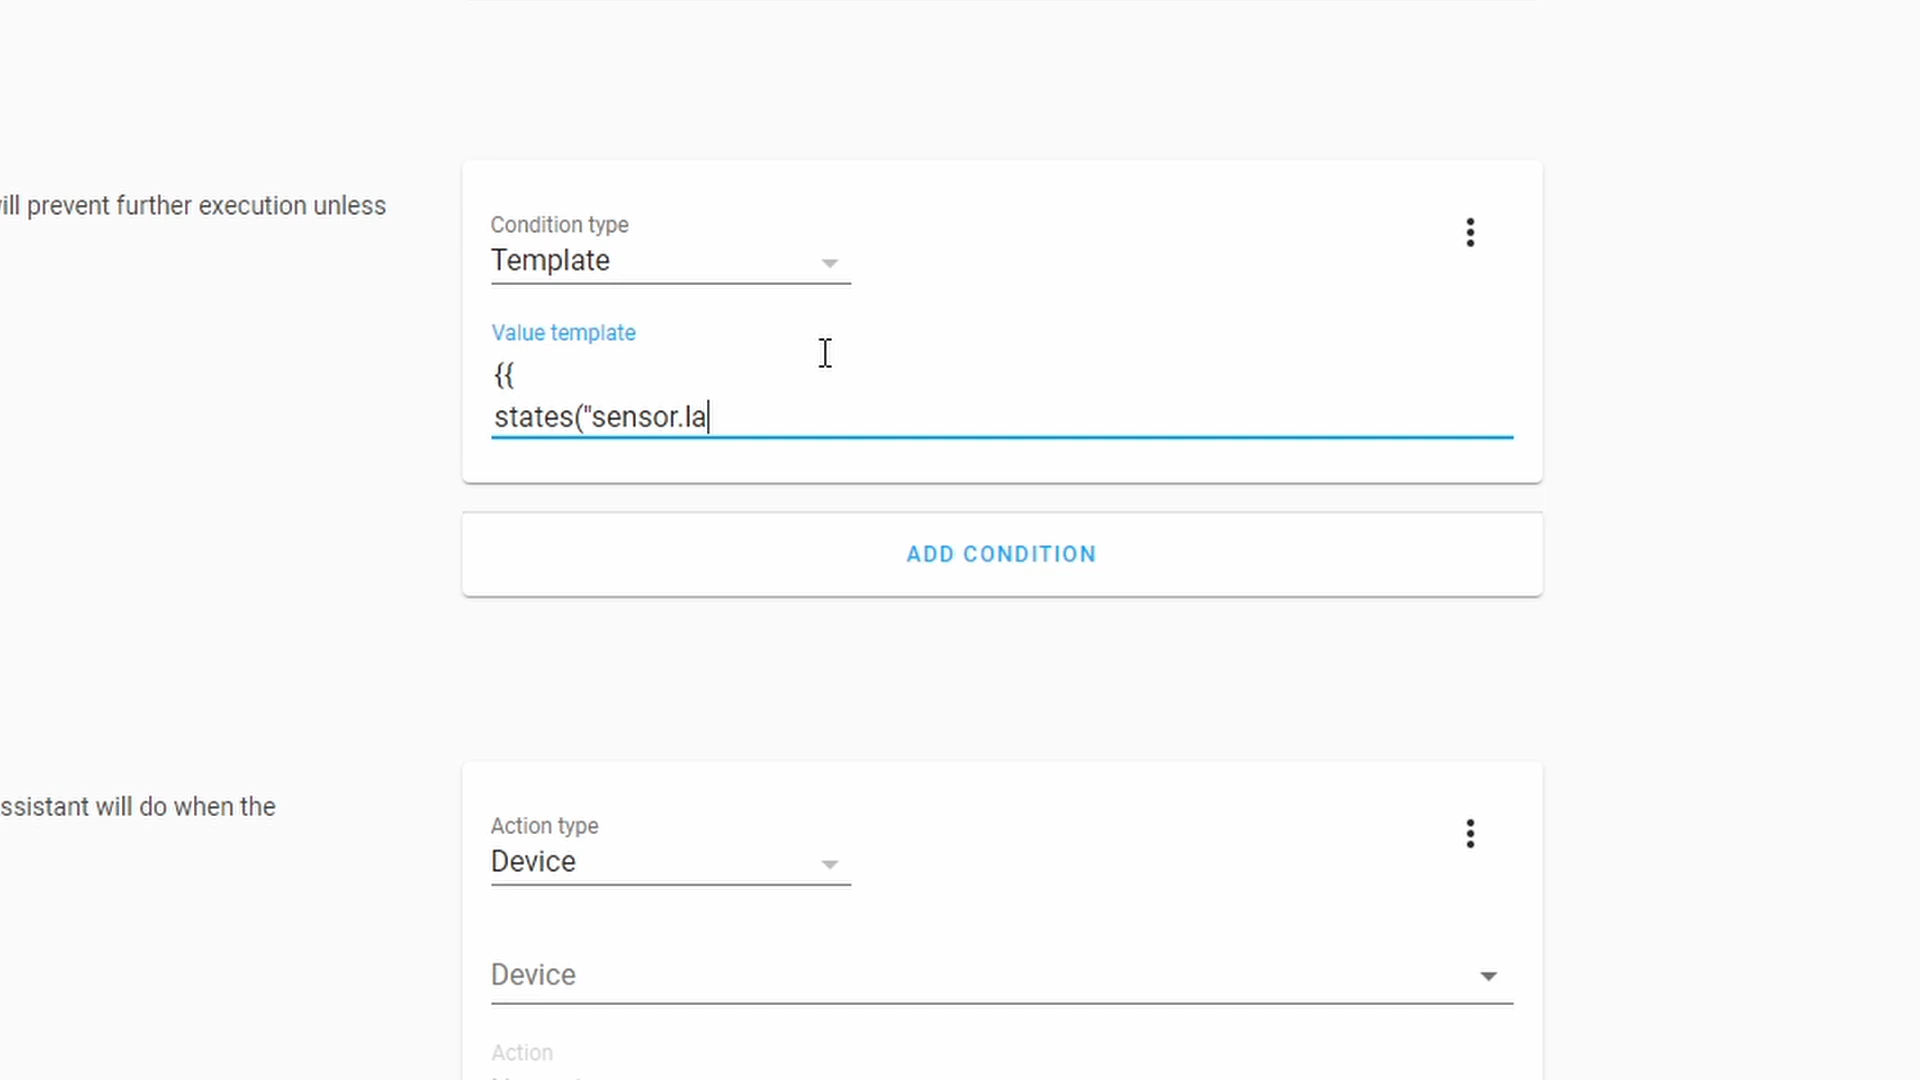 ill prevent further execution unless
Condition type
Template
Value template
{{
states("sensor.la
ADD CONDITION
ssistant will do when the
Action type
Device
Device
Action